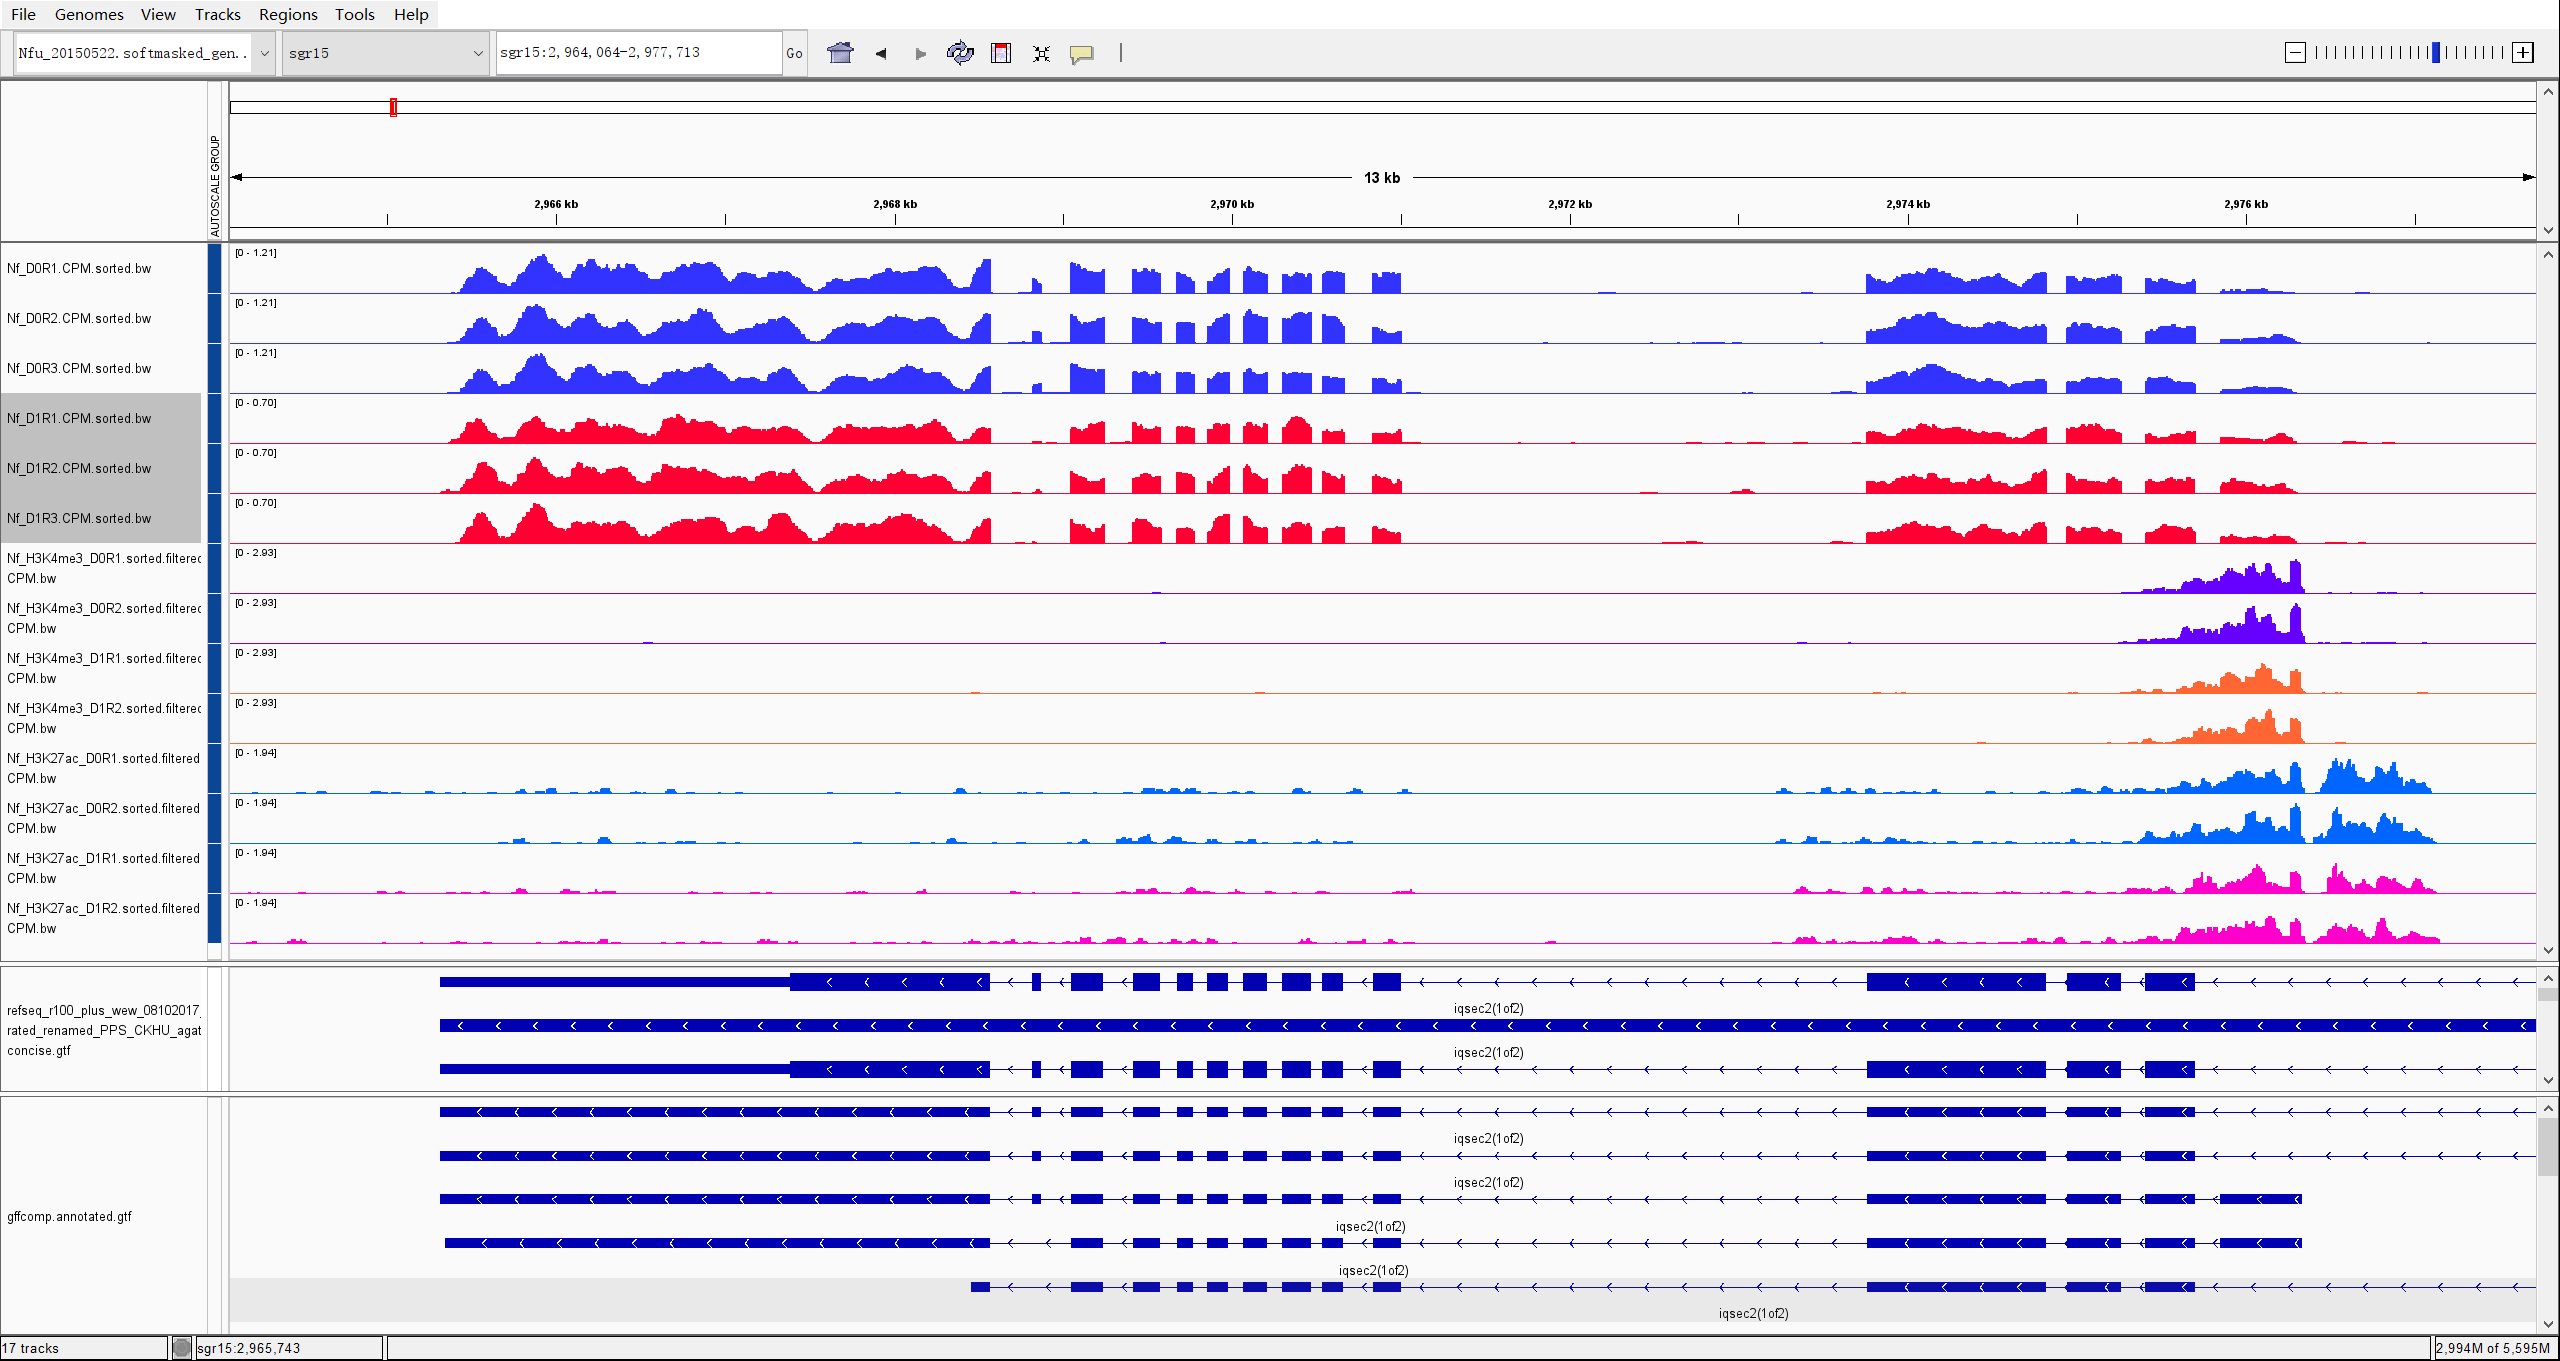 File Genomes View Tracks Regions Tools Help
Nfu_20150522.softmasked_gen.. sgr15 sgr15:2,964,064-2,977,713 Go
AUTOSCALE GROUP
13 kb
2,966 kb 2,968 kb 2,970 kb 2,972 kb 2,974 kb 2,976 kb
Nf_D0R1.CPM.sorted.bw [0 - 1.21]
Nf_D0R2.CPM.sorted.bw [0 - 1.21]
Nf_D0R3.CPM.sorted.bw [0 - 1.21]
Nf_D1R1.CPM.sorted.bw [0 - 0.70]
Nf_D1R2.CPM.sorted.bw [0 - 0.70]
Nf_D1R3.CPM.sorted.bw [0 - 0.70]
Nf_H3K4me3_D0R1.sorted.filtered [0 - 2.93]
CPM.bw
Nf_H3K4me3_D0R2.sorted.filtered [0 - 2.93]
CPM.bw
Nf_H3K4me3_D1R1.sorted.filtered [0 - 2.93]
CPM.bw
Nf_H3K4me3_D1R2.sorted.filtered [0 - 2.93]
CPM.bw
Nf_H3K27ac_D0R1.sorted.filtered [0 - 1.94]
CPM.bw
Nf_H3K27ac_D0R2.sorted.filtered [0 - 1.94]
CPM.bw
Nf_H3K27ac_D1R1.sorted.filtered [0 - 1.94]
CPM.bw
Nf_H3K27ac_D1R2.sorted.filtered [0 - 1.94]
CPM.bw
refseq_r100_plus_wew_08102017_
rated_renamed_PPS_CKHU_agat
concise.gtf
iqsec2(1of2)
iqsec2(1of2)
gffcomp.annotated.gtf
iqsec2(1of2)
iqsec2(1of2)
iqsec2(1of2)
iqsec2(1of2)
iqsec2(1of2)
17 tracks sgr15:2,965,743 2,994M of 5,595M